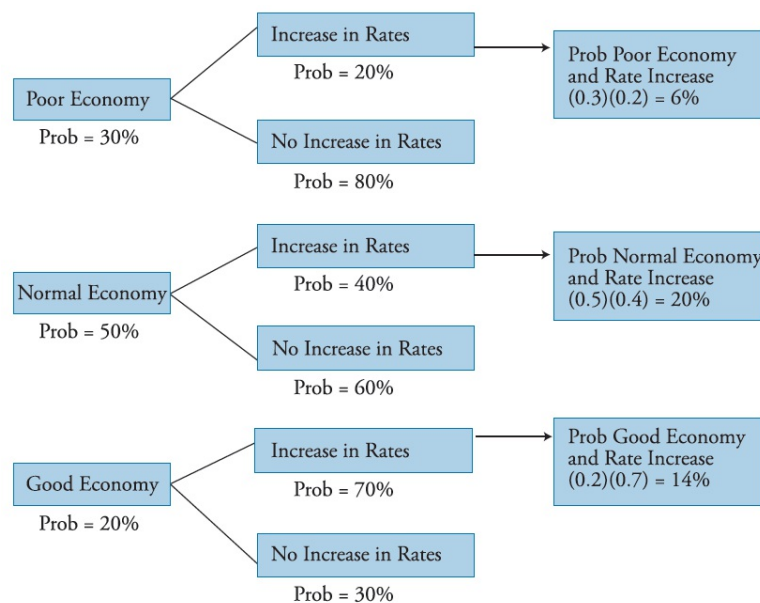 Increase in Rates
Prob = 20%
Prob Poor Economy
and Rate Increase
(0.3)(0.2) = 6%
Poor Economy
Prob = 30%
No Increase in Rates
Prob = 80%
Increase in Rates
Prob = 40%
Prob Normal Economy
and Rate Increase
(0.5)(0.4) = 20%
Normal Economy
Prob = 50%
No Increase in Rates
Prob = 60%
Increase in Rates
Prob = 70%
Prob Good Economy
and Rate Increase
(0.2)(0.7) = 14%
Good Economy
Prob = 20%
No Increase in Rates
Prob = 30%